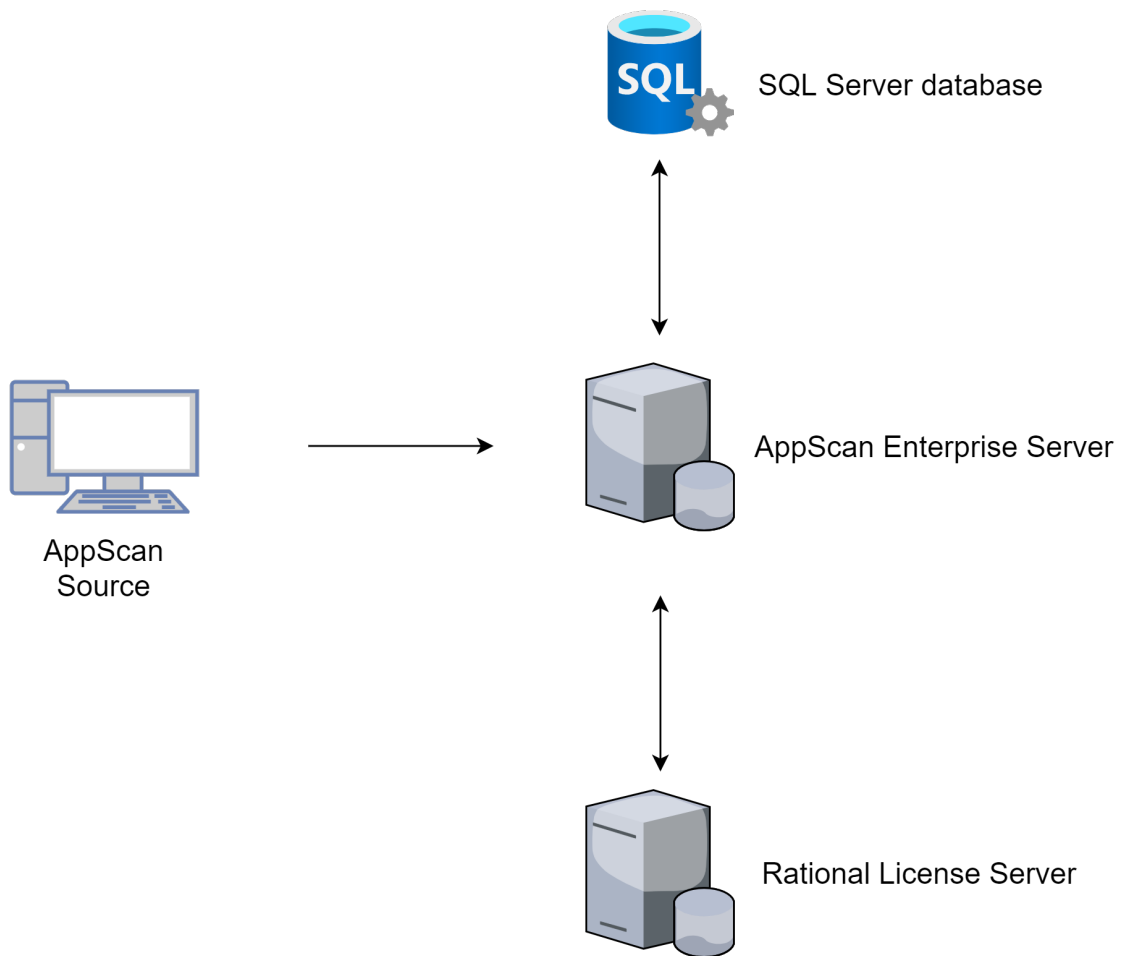 SQL
SQL Server database
AppScan Enterprise Server
AppScan
Source
Rational License Server